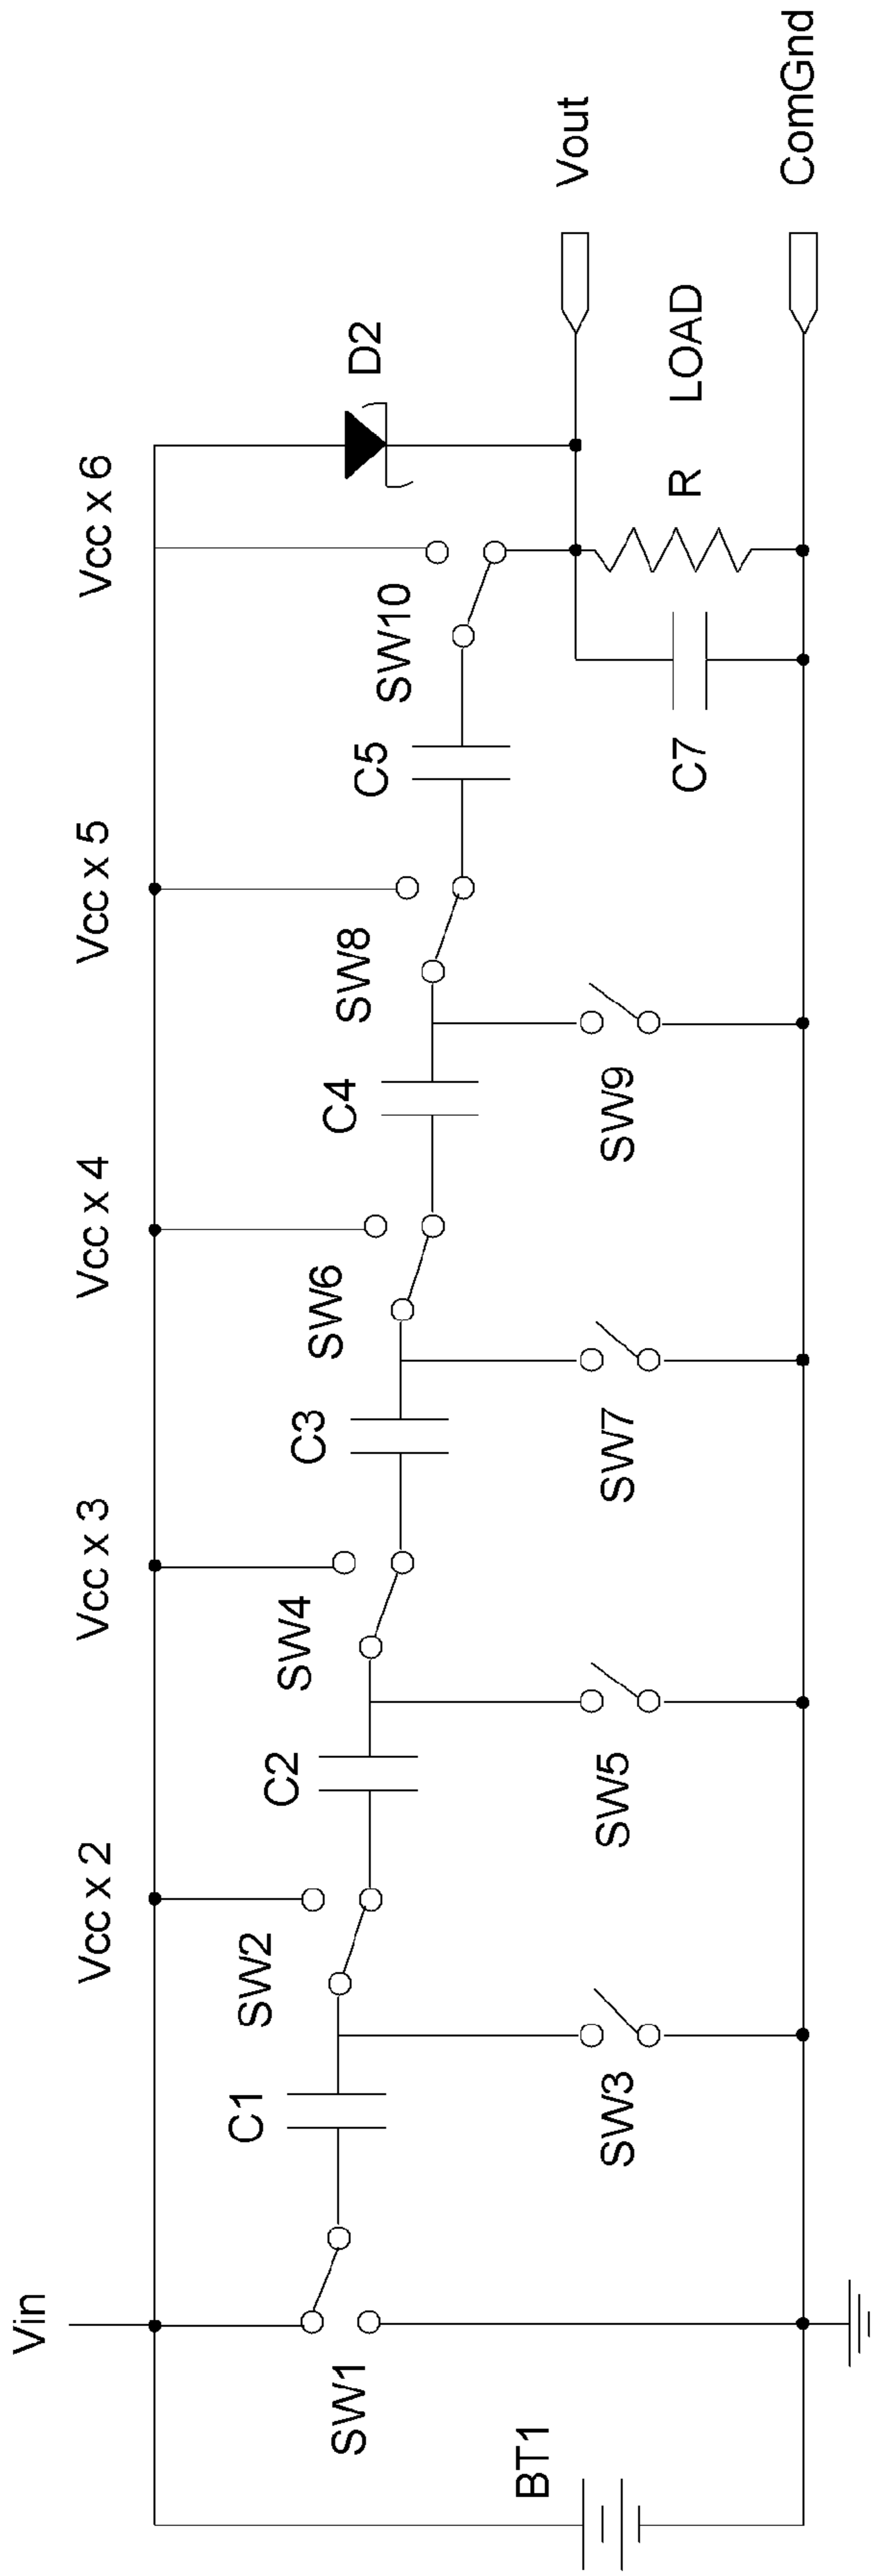 Vin
Vcc x 2
Vcc x 3
Vcc x 4
Vcc x 5
Vcc x 6
BT1
SW1
C1
SW2
SW3
C2
SW4
SW5
C3
SW6
SW7
C4
SW8
SW9
C5
SW10
D2
C7
R
LOAD
Vout
ComGnd